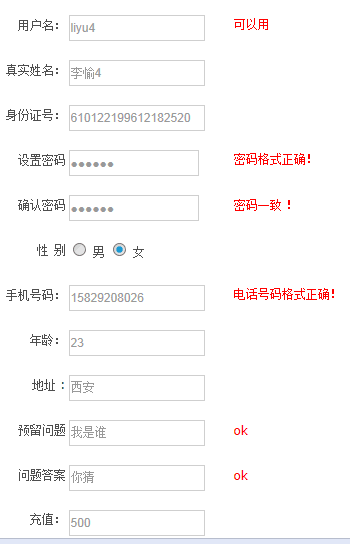 用户名: liyu4 可以用
真实姓名: 李愉4
身份证号: 610122199612182520
设置密码 ●●●●●● 密码格式正确!
确认密码 ●●●●●● 密码一致！
性 别 男 女
手机号码: 15829208026 电话号码格式正确!
年龄: 23
地址： 西安
预留问题 我是谁 ok
问题答案 你猜 ok
充值: 500